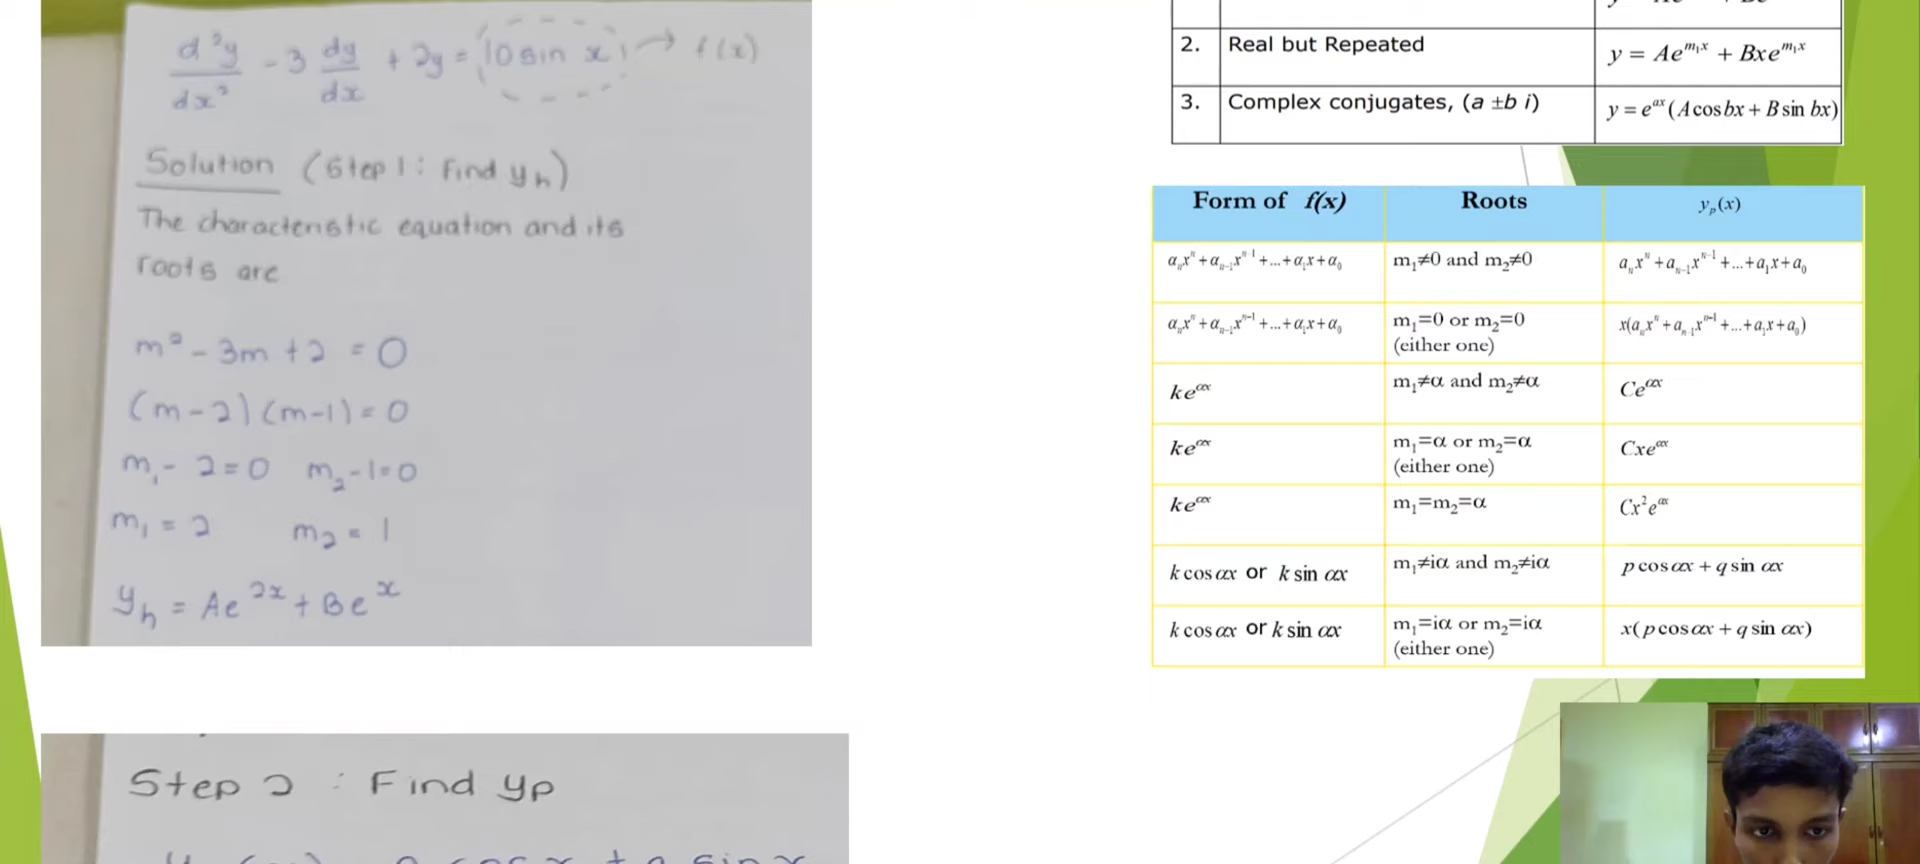 d²y/dx² - 3 dy/dx + 2y = 10 sin x → f(x)
Solution (Step 1: Find yₕ)
The characteristic equation and its
roots are
m² - 3m + 2 = 0
(m - 2)(m - 1) = 0
m₁ - 2 = 0 m₂ - 1 = 0
m₁ = 2 m₂ = 1
yₕ = Ae²ˣ + Beˣ
Step 2 : Find yp
2. Real but Repeated y = Ae^{m₁x} + Bxe^{m₁x}
3. Complex conjugates, (a ±b i) y = e^{ax}(A cos bx + B sin bx)
Form of f(x) Roots yₚ(x)
aₙxⁿ + aₙ₋₁xⁿ⁻¹ + ... + a₁x + a₀ m₁≠0 and m₂≠0 aₙxⁿ + aₙ₋₁xⁿ⁻¹ + ... + a₁x + a₀
aₙxⁿ + aₙ₋₁xⁿ⁻¹ + ... + a₁x + a₀ m₁=0 or m₂=0
(either one) x(aₙxⁿ + aₙ₋₁xⁿ⁻¹ + ... + a₁x + a₀)
ke^{αx} m₁≠α and m₂≠α Ce^{αx}
ke^{αx} m₁=α or m₂=α
(either one) Cxe^{αx}
ke^{αx} m₁=m₂=α Cx²e^{αx}
k cos αx or k sin αx m₁≠iα and m₂≠iα p cos αx + q sin αx
k cos αx or k sin αx m₁=iα or m₂=iα
(either one) x(p cos αx + q sin αx)